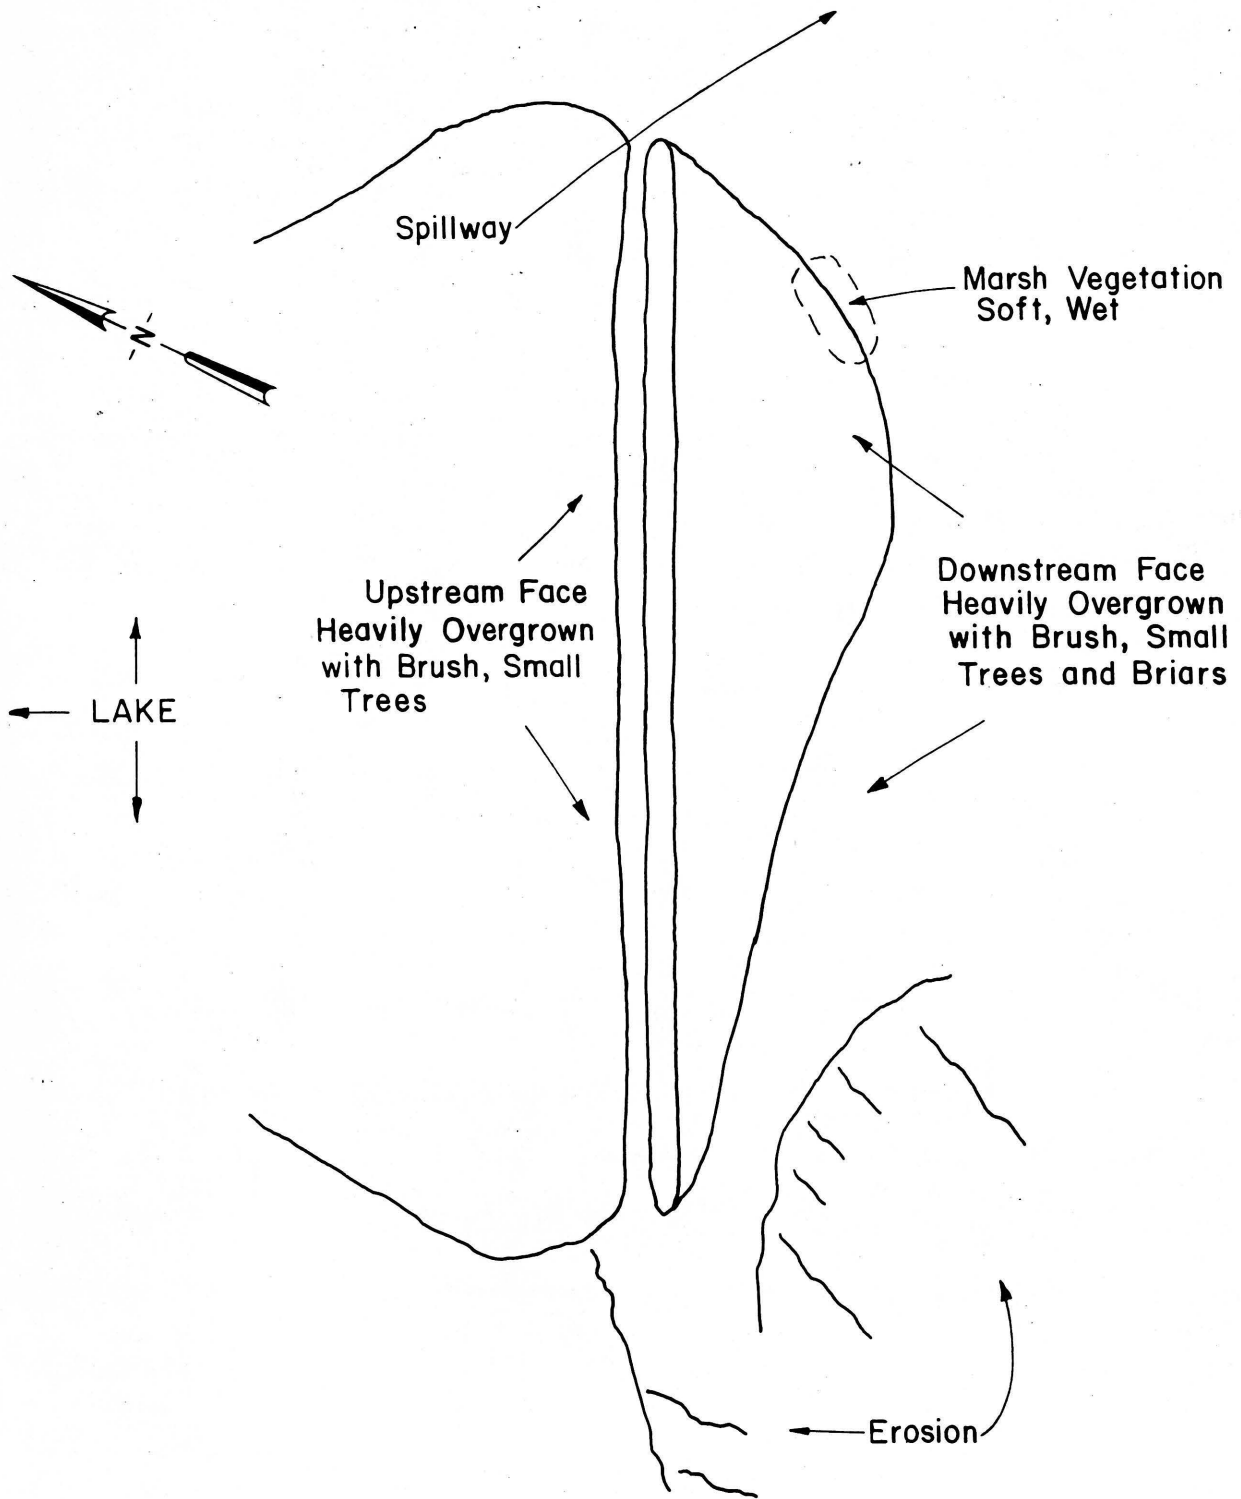 Spillway
Marsh Vegetation
Soft, Wet
N
Upstream Face
Heavily Overgrown
with Brush, Small
Trees
Downstream Face
Heavily Overgrown
with Brush, Small
Trees and Briars
LAKE
Erosion